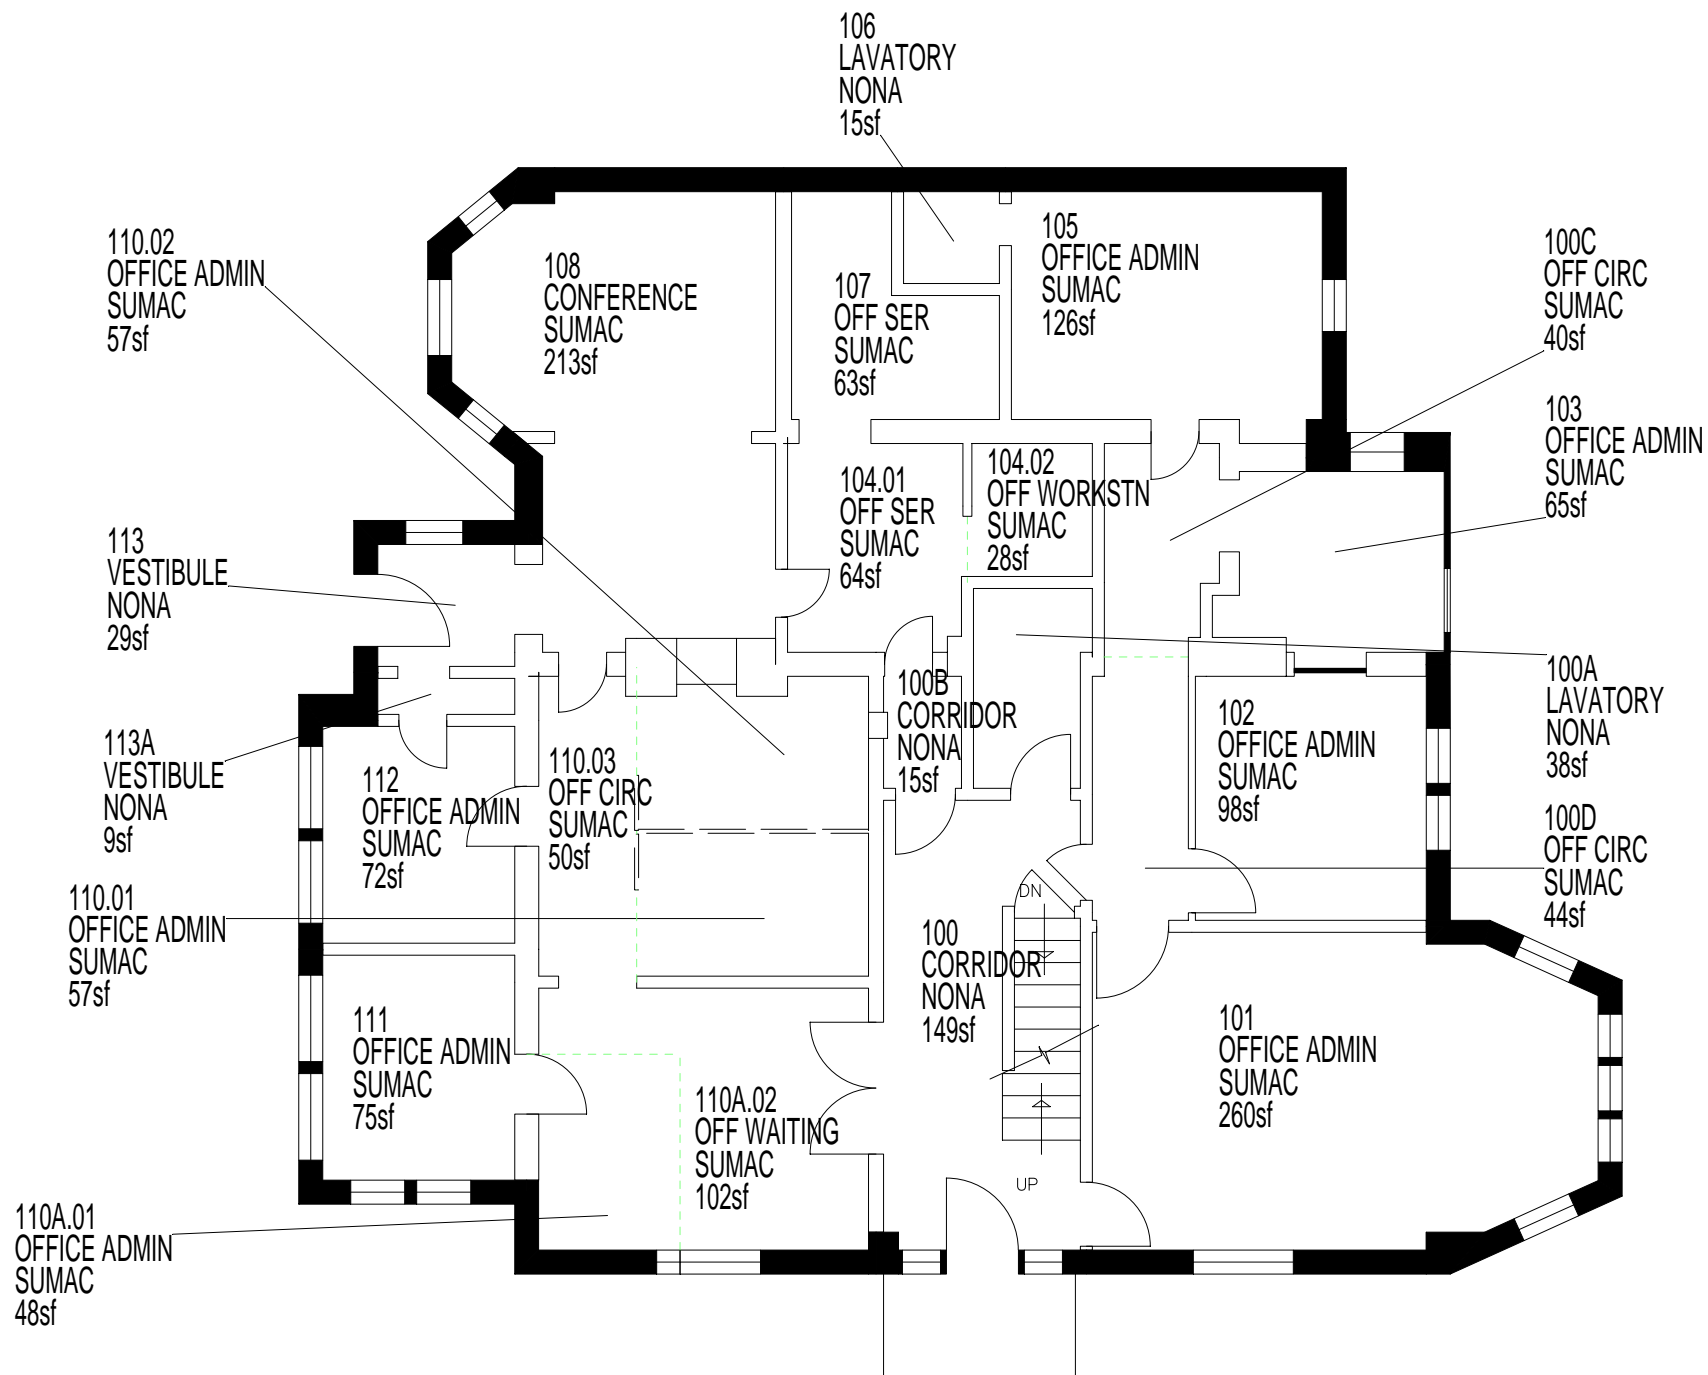 106
LAVATORY
NONA
15sf
110.02
OFFICE ADMIN
SUMAC
57sf
108
CONFERENCE
SUMAC
213sf
107
OFF SER
SUMAC
63sf
105
OFFICE ADMIN
SUMAC
126sf
100C
OFF CIRC
SUMAC
40sf
103
OFFICE ADMIN
SUMAC
65sf
104.01
OFF SER
SUMAC
64sf
104.02
OFF WORKSTN
SUMAC
28sf
113
VESTIBULE
NONA
29sf
100A
LAVATORY
NONA
38sf
100B
CORRIDOR
NONA
15sf
102
OFFICE ADMIN
SUMAC
98sf
113A
VESTIBULE
NONA
9sf
112
OFFICE ADMIN
SUMAC
72sf
110.03
OFF CIRC
SUMAC
50sf
100D
OFF CIRC
SUMAC
44sf
110.01
OFFICE ADMIN
SUMAC
57sf
DN
100
CORRIDOR
NONA
149sf
111
OFFICE ADMIN
SUMAC
75sf
101
OFFICE ADMIN
SUMAC
260sf
110A.02
OFF WAITING
SUMAC
102sf
UP
110A.01
OFFICE ADMIN
SUMAC
48sf